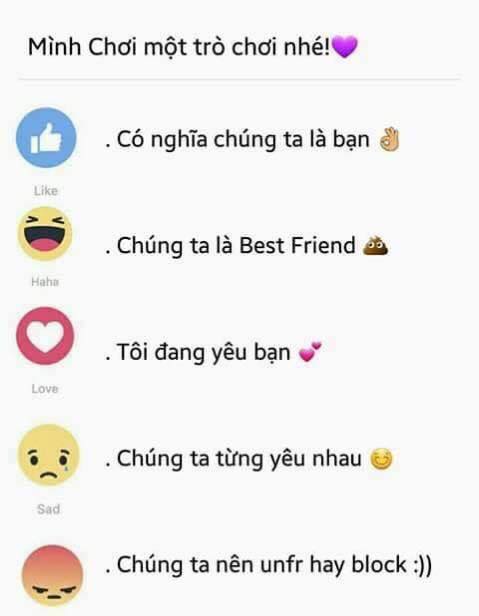 Mình Chơi một trò chơi nhé!💜
. Có nghĩa chúng ta là bạn 👌
Like
. Chúng ta là Best Friend 💩
Haha
. Tôi đang yêu bạn 💕
Love
. Chúng ta từng yêu nhau 😊
Sad
. Chúng ta nên unfr hay block :))